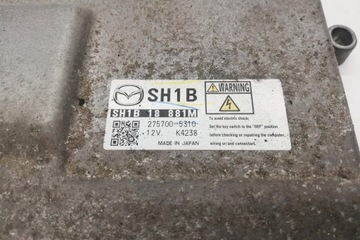 SH1B
SH1B 18 881M
275700-5310
12V. K4238
MADE IN JAPAN
WARNING
To avoid electric shock:
Set the key switch to the "OFF" position
before checking or repairing the computer,
wiring or and connectant.